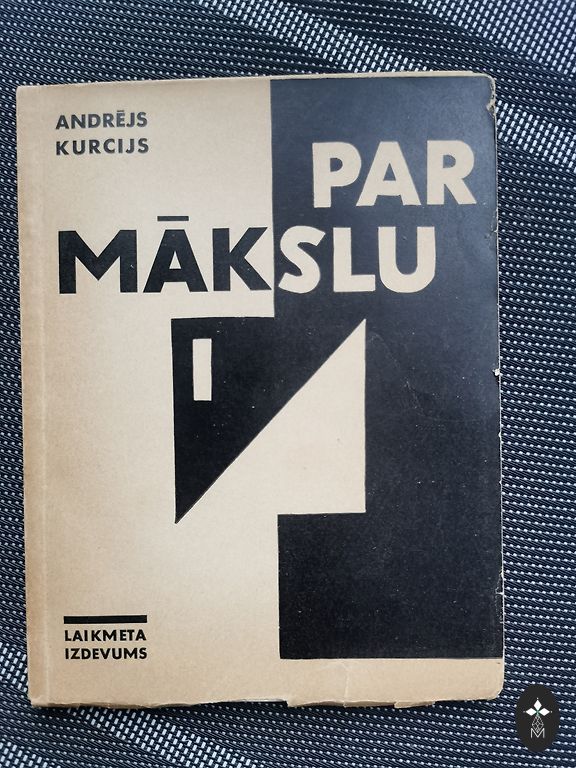 ANDRĒJS
KURCIJS
PAR
MĀKSLU
LAIKMETA
IZDEVUMS
M